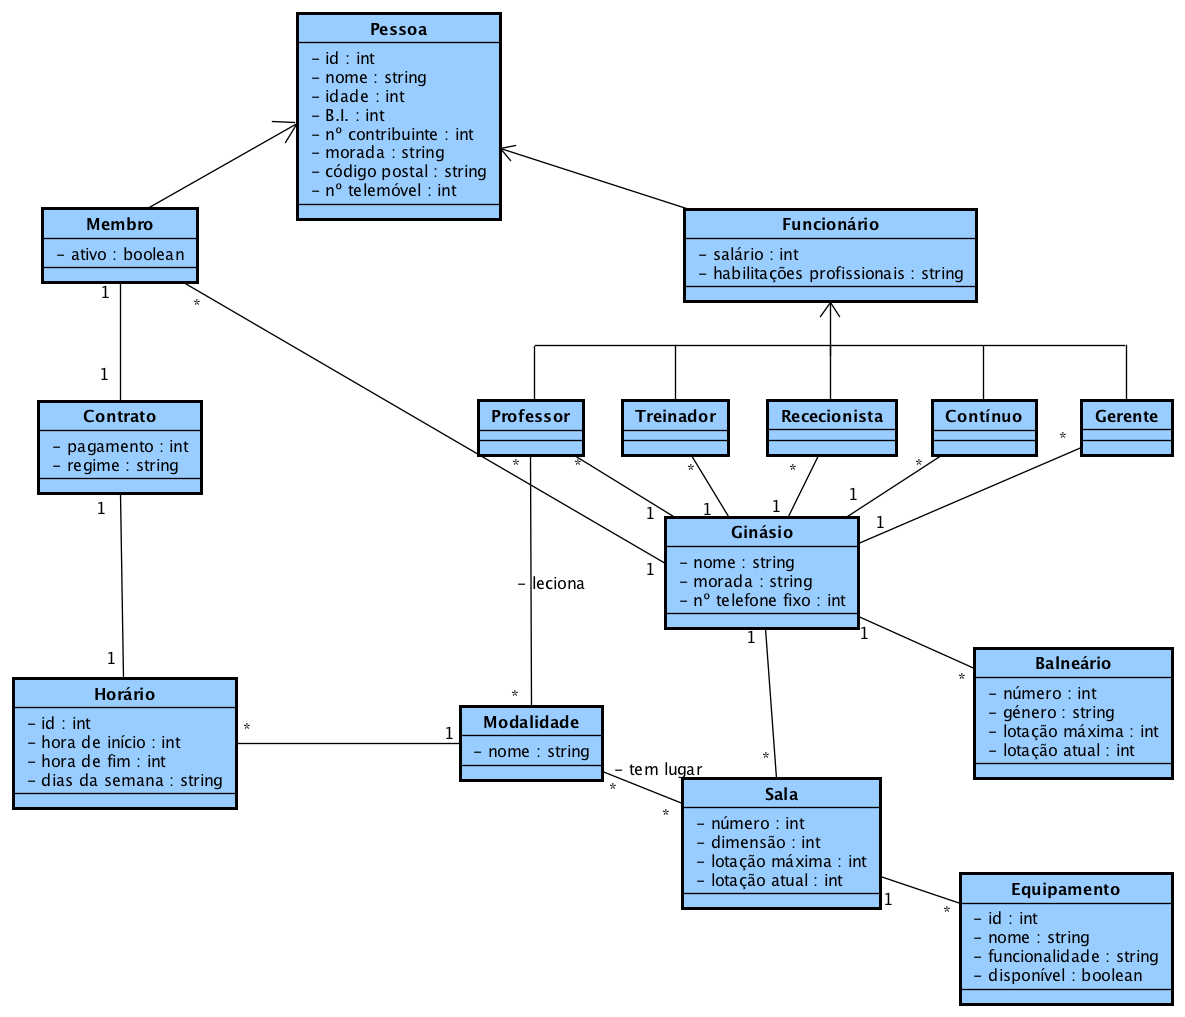 Pessoa
- id : int
- nome : string
- idade : int
- B.I. : int
- nº contribuinte : int
- morada : string
- código postal : string
- nº telemóvel : int
Membro
- ativo : boolean
Funcionário
- salário : int
- habilitações profissionais : string
1
*
1
Contrato
- pagamento : int
- regime : string
Professor
Treinador
Rececionista
Contínuo
Gerente
*
*
*
*
*
*
1
1
1
1
1
1
1
Ginásio
- nome : string
- morada : string
- nº telefone fixo : int
- leciona
1
1
Balneário
- número : int
- género : string
- lotação máxima : int
- lotação atual : int
*
1
Horário
- id : int
- hora de início : int
- hora de fim : int
- dias da semana : string
*
1
*
Modalidade
- nome : string
- tem lugar
*
*
*
Sala
- número : int
- dimensão : int
- lotação máxima : int
- lotação atual : int
1
*
Equipamento
- id : int
- nome : string
- funcionalidade : string
- disponível : boolean